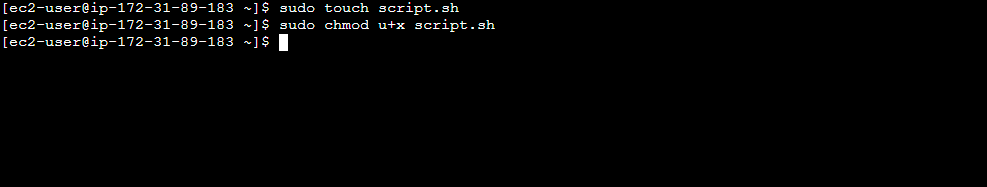 [ec2-user@ip-172-31-89-183 ~]$ sudo touch script.sh
[ec2-user@ip-172-31-89-183 ~]$ sudo chmod u+x script.sh
[ec2-user@ip-172-31-89-183 ~]$